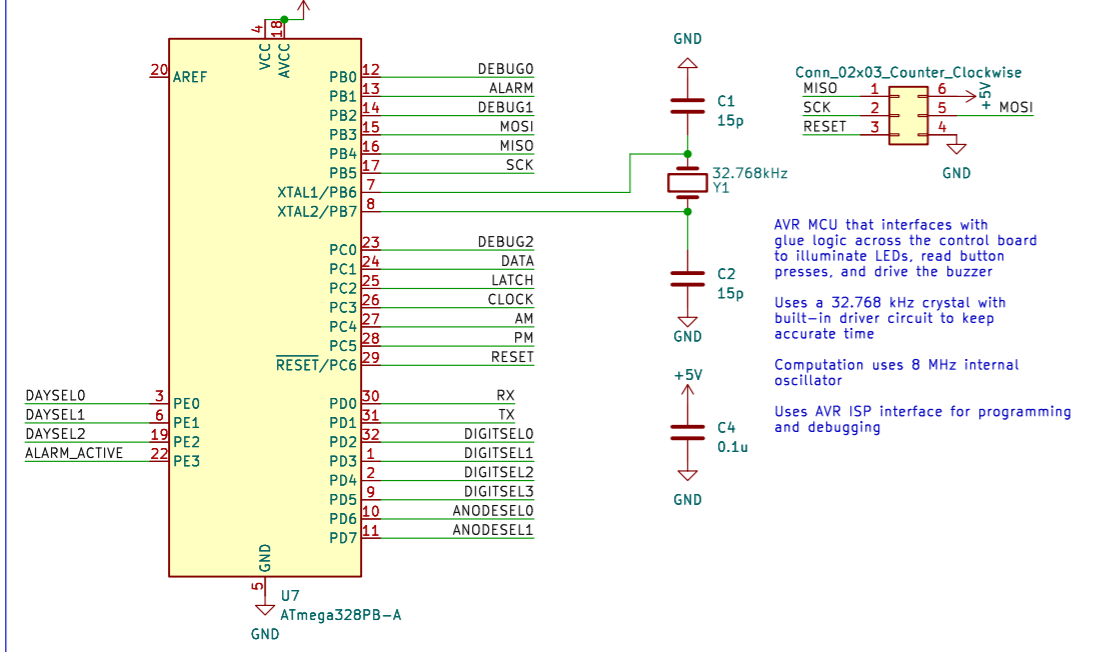 4
18
VCC
AVCC
20
AREF
PB0
12
DEBUG0
PB1
13
ALARM
PB2
14
DEBUG1
PB3
15
MOSI
PB4
16
MISO
PB5
17
SCK
XTAL1/PB6
7
XTAL2/PB7
8
PC0
23
DEBUG2
PC1
24
DATA
PC2
25
LATCH
PC3
26
CLOCK
PC4
27
AM
PC5
28
PM
RESET/PC6
29
RESET
DAYSEL0
3
PE0
DAYSEL1
6
PE1
DAYSEL2
19
PE2
ALARM_ACTIVE
22
PE3
PD0
30
RX
PD1
31
TX
PD2
32
DIGITSEL0
PD3
1
DIGITSEL1
PD4
2
DIGITSEL2
PD5
9
DIGITSEL3
PD6
10
ANODESEL0
PD7
11
ANODESEL1
GND
5
U7
ATmega328PB-A
GND
GND
C1
15p
32.768kHz
Y1
C2
15p
GND
+5V
C4
0.1u
GND
Conn_02x03_Counter_Clockwise
MISO
1
6
+5V
SCK
2
5
MOSI
RESET
3
4
GND
AVR MCU that interfaces with
glue logic across the control board
to illuminate LEDs, read button
presses, and drive the buzzer
Uses a 32.768 kHz crystal with
built-in driver circuit to keep
accurate time
Computation uses 8 MHz internal
oscillator
Uses AVR ISP interface for programming
and debugging